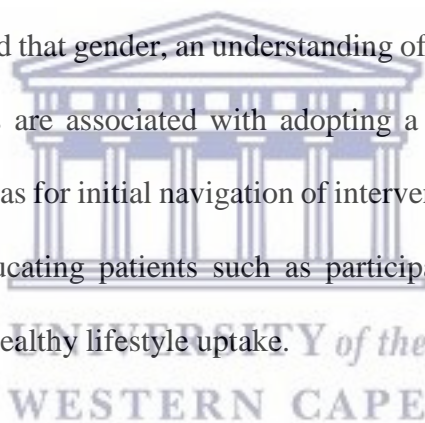 d that gender, an understanding of
are associated with adopting a
as for initial navigation of interven
ucating patients such as particip
ealthy lifestyle uptake.
UNIVERSITY of the
WESTERN CAPE